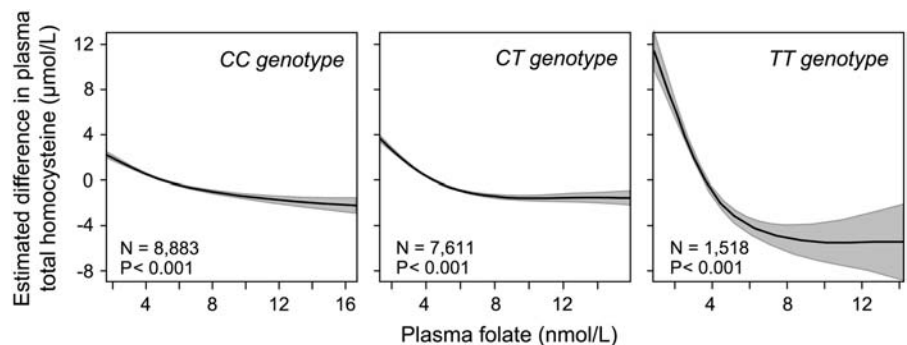 Estimated difference in plasma
total homocysteine (µmol/L)
12
8
4
0
-4
-8
CC genotype
N = 8,883
P< 0.001
4 8 12 16
CT genotype
N = 7,611
P< 0.001
4 8 12
TT genotype
N = 1,518
P< 0.001
4 8 12
Plasma folate (nmol/L)